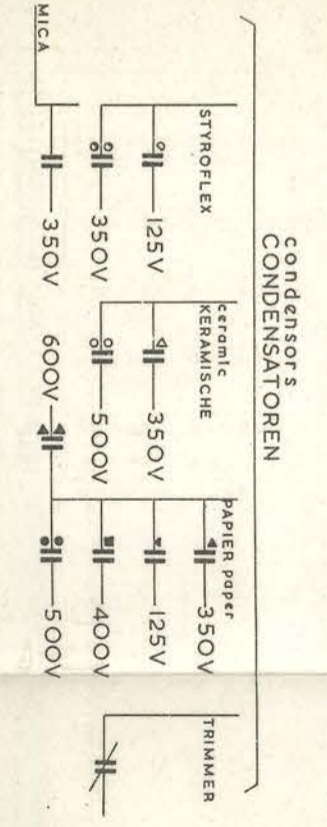 condensors
CONDENSATOREN
STYROFLEX
125V
350V
MICA
350V
ceramic
KERAMISCHE
350V
500V
PAPIER paper
350V
125V
400V
500V
600V
TRIMMER